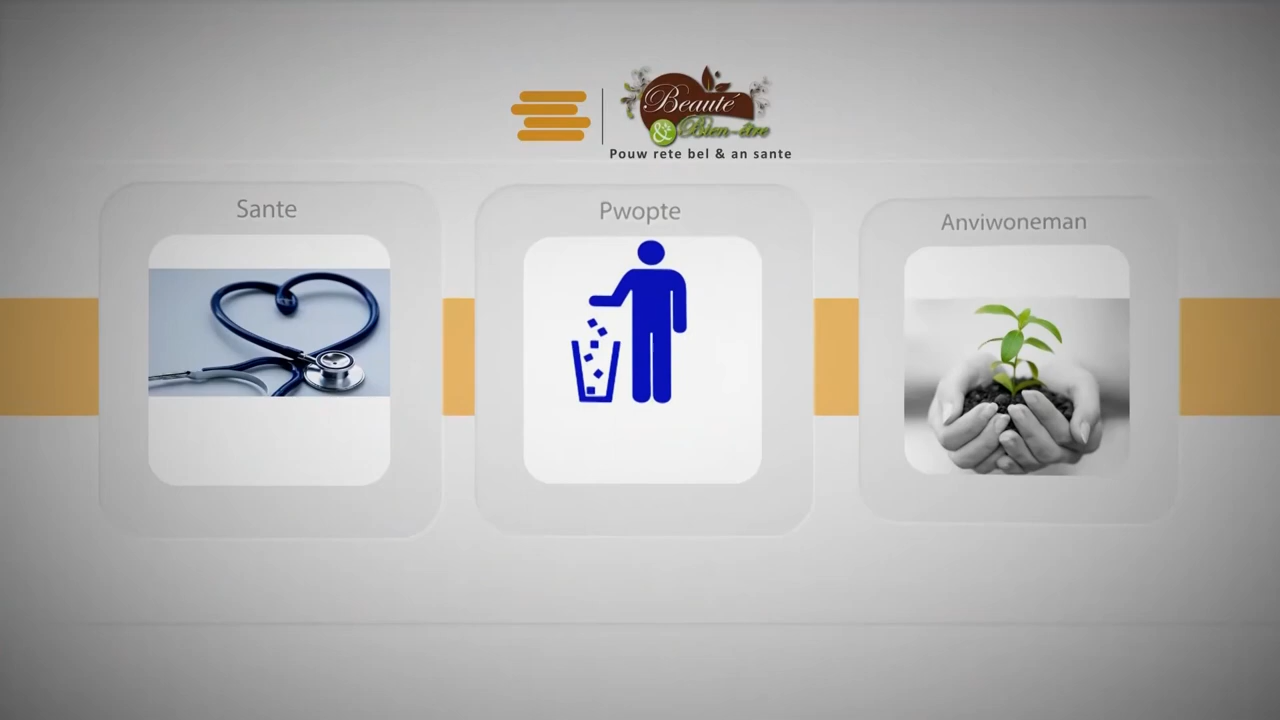 Beauté
& Bien-être
Pouw rete bel & an sante
Sante
Pwopte
Anviwoneman